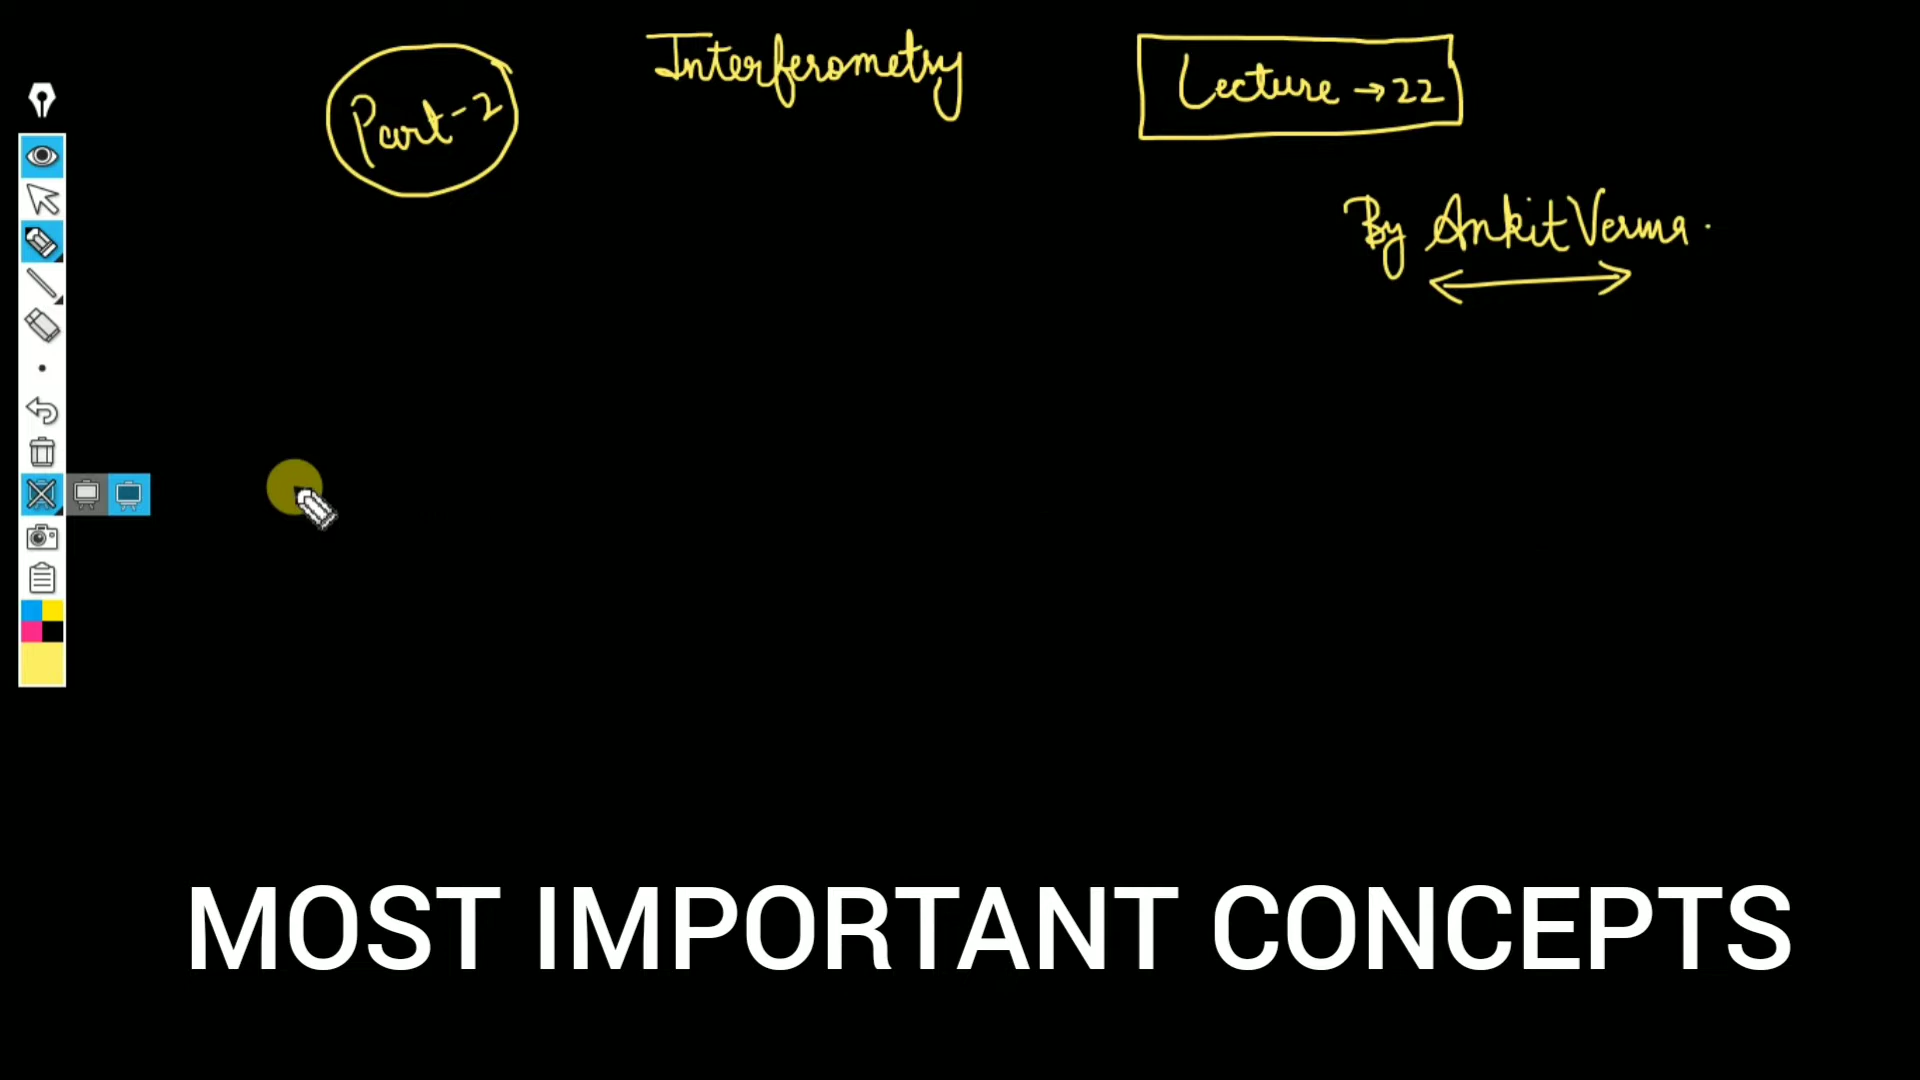 Part-2
Interferometry
Lecture → 22
By Ankit Verma.
MOST IMPORTANT CONCEPTS